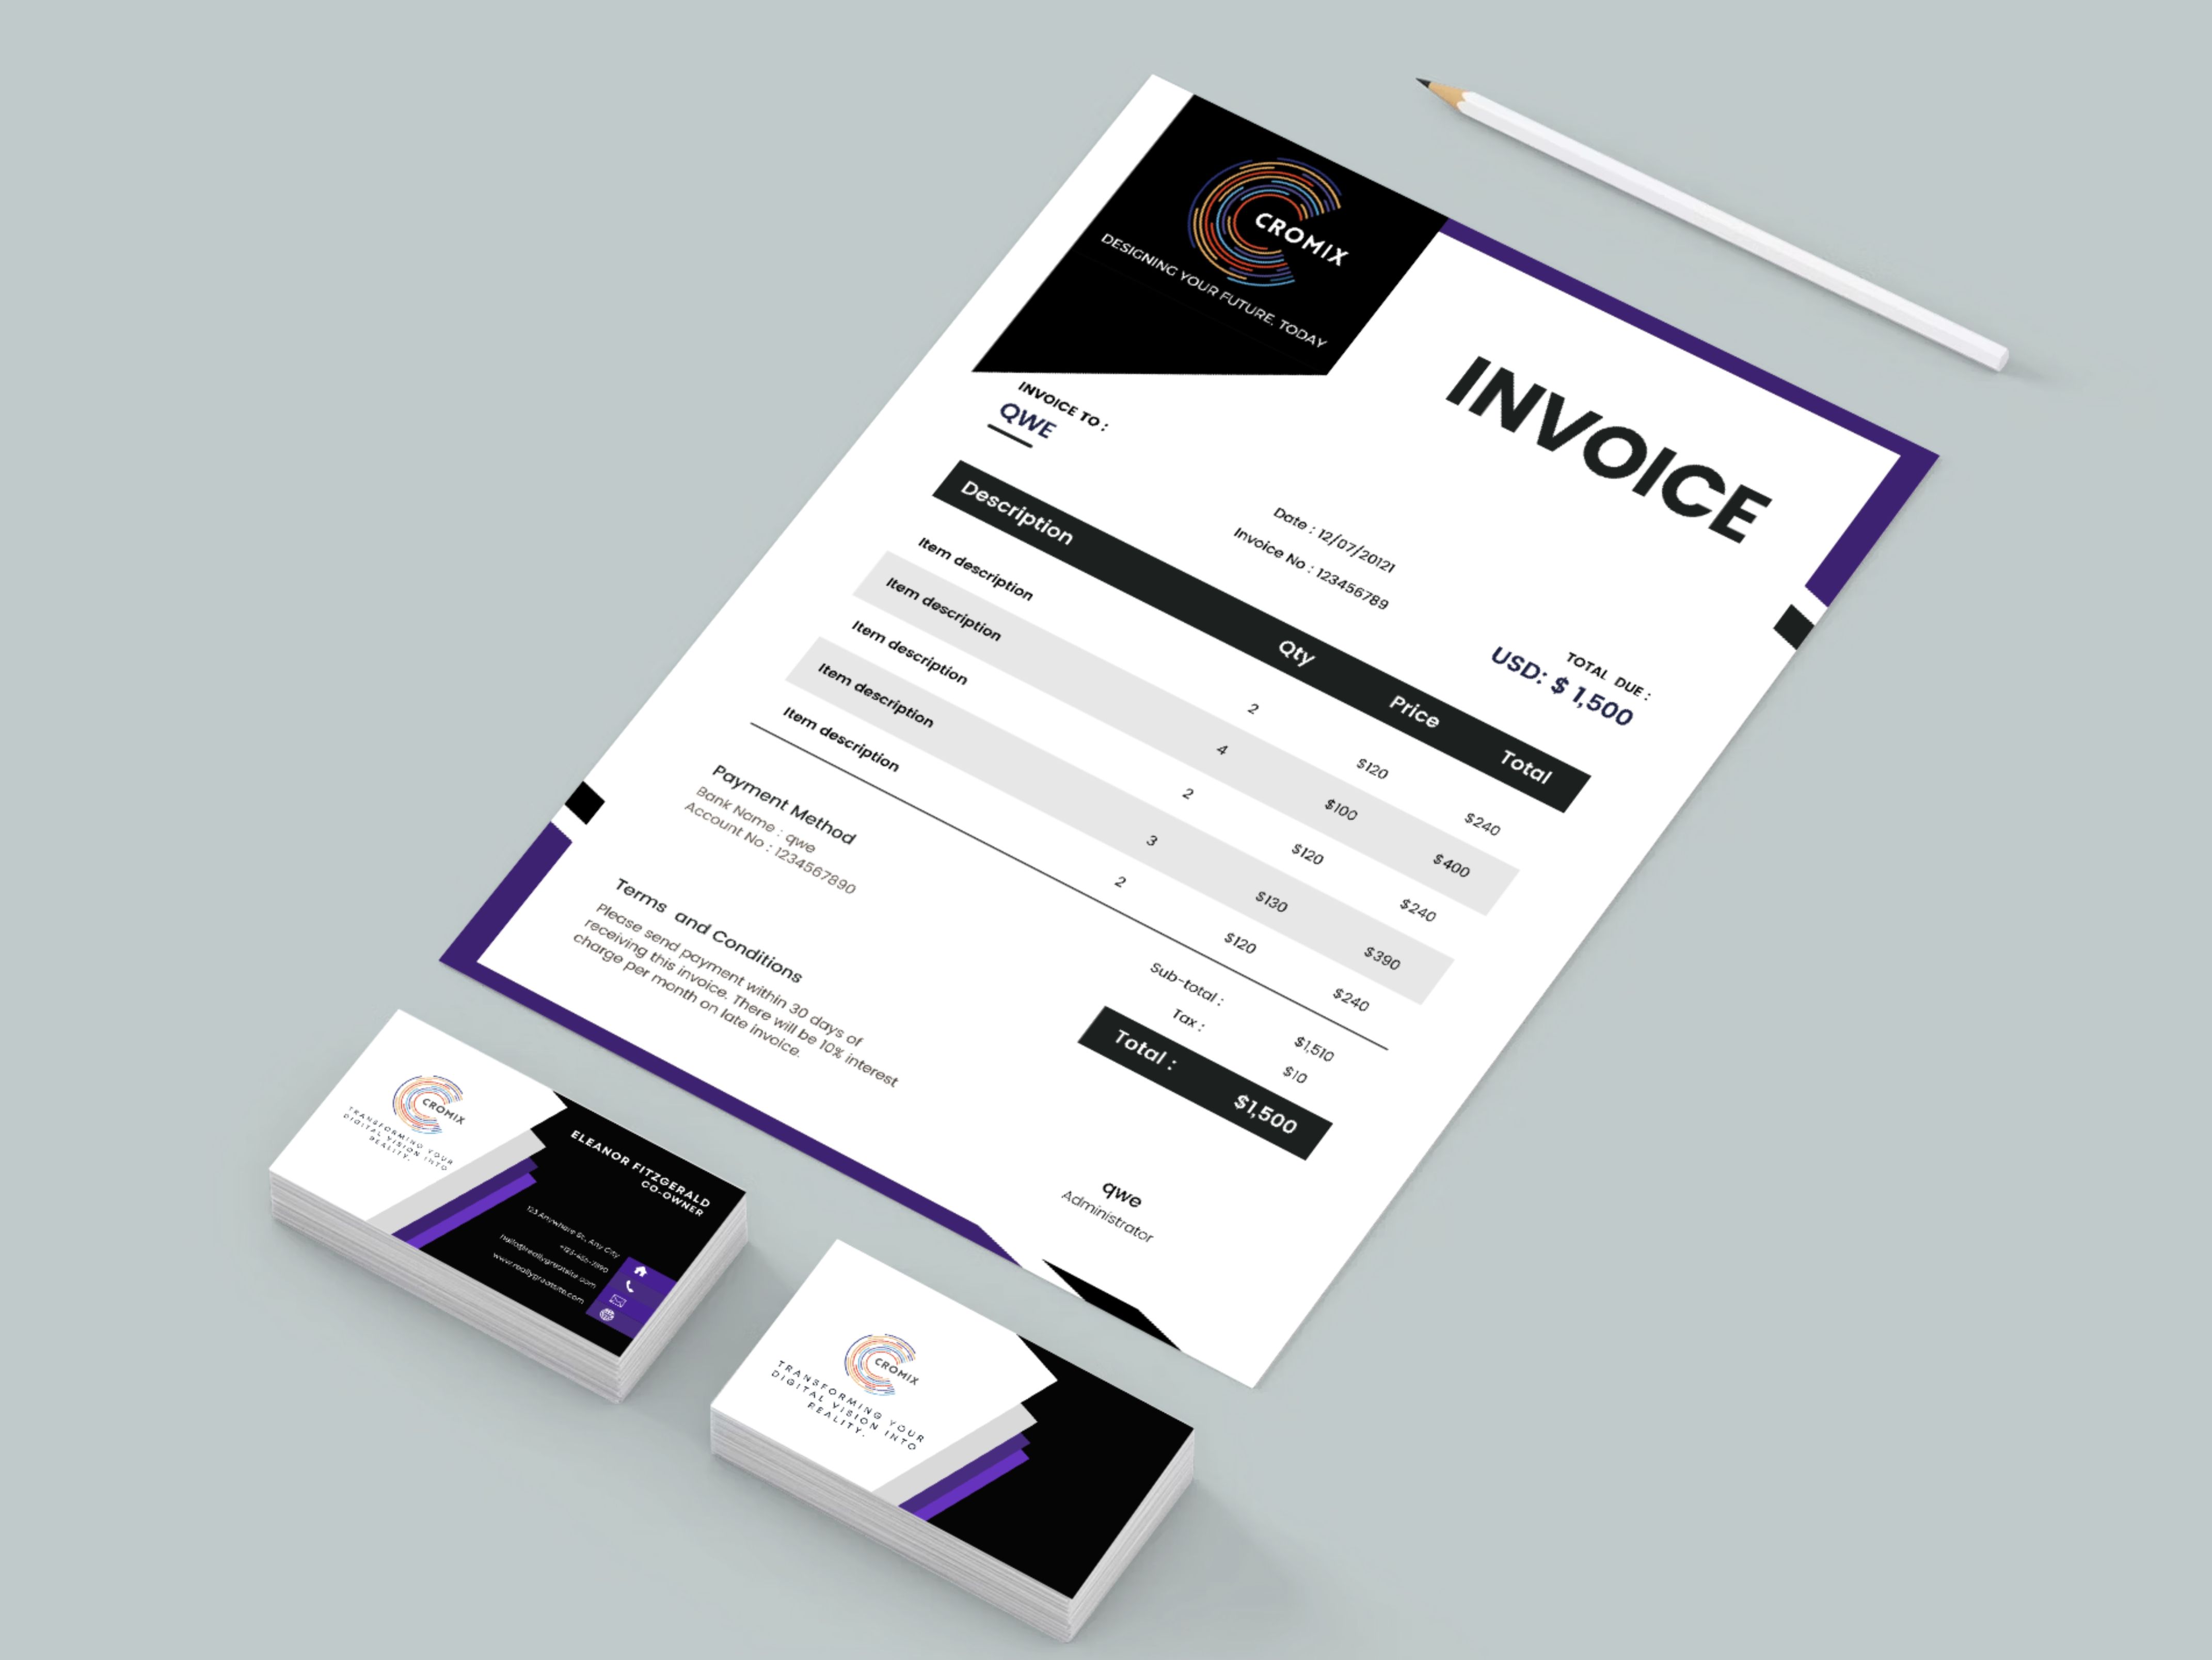 CROMIX
DESIGNING YOUR FUTURE, TODAY
INVOICE
INVOICE TO :
QWE
Date : 12/07/20121
Invoice No : 123456789
TOTAL DUE :
USD: $ 1,500
Description Qty Price Total
Item description 2 $120 $240
Item description 4 $100 $400
Item description 2 $120 $240
Item description 3 $130 $390
Item description 2 $120 $240
Sub-total : $1,510
Tax : $10
Total : $1,500
Payment Method
Bank Name : qwe
Account No : 1234567890
Terms and Conditions
Please send payment within 30 days of
receiving this invoice. There will be 10% interest
charge per month on late invoice.
qwe
Administrator
CROMIX
TRANSFORMING YOUR
DIGITAL VISION INTO
REALITY.
ELEANOR FITZGERALD
CO-OWNER
123 Anywhere St., Any City
+123-456-7890
hello@reallygreatsite.com
www.reallygreatsite.com
CROMIX
TRANSFORMING YOUR
DIGITAL VISION INTO
REALITY.